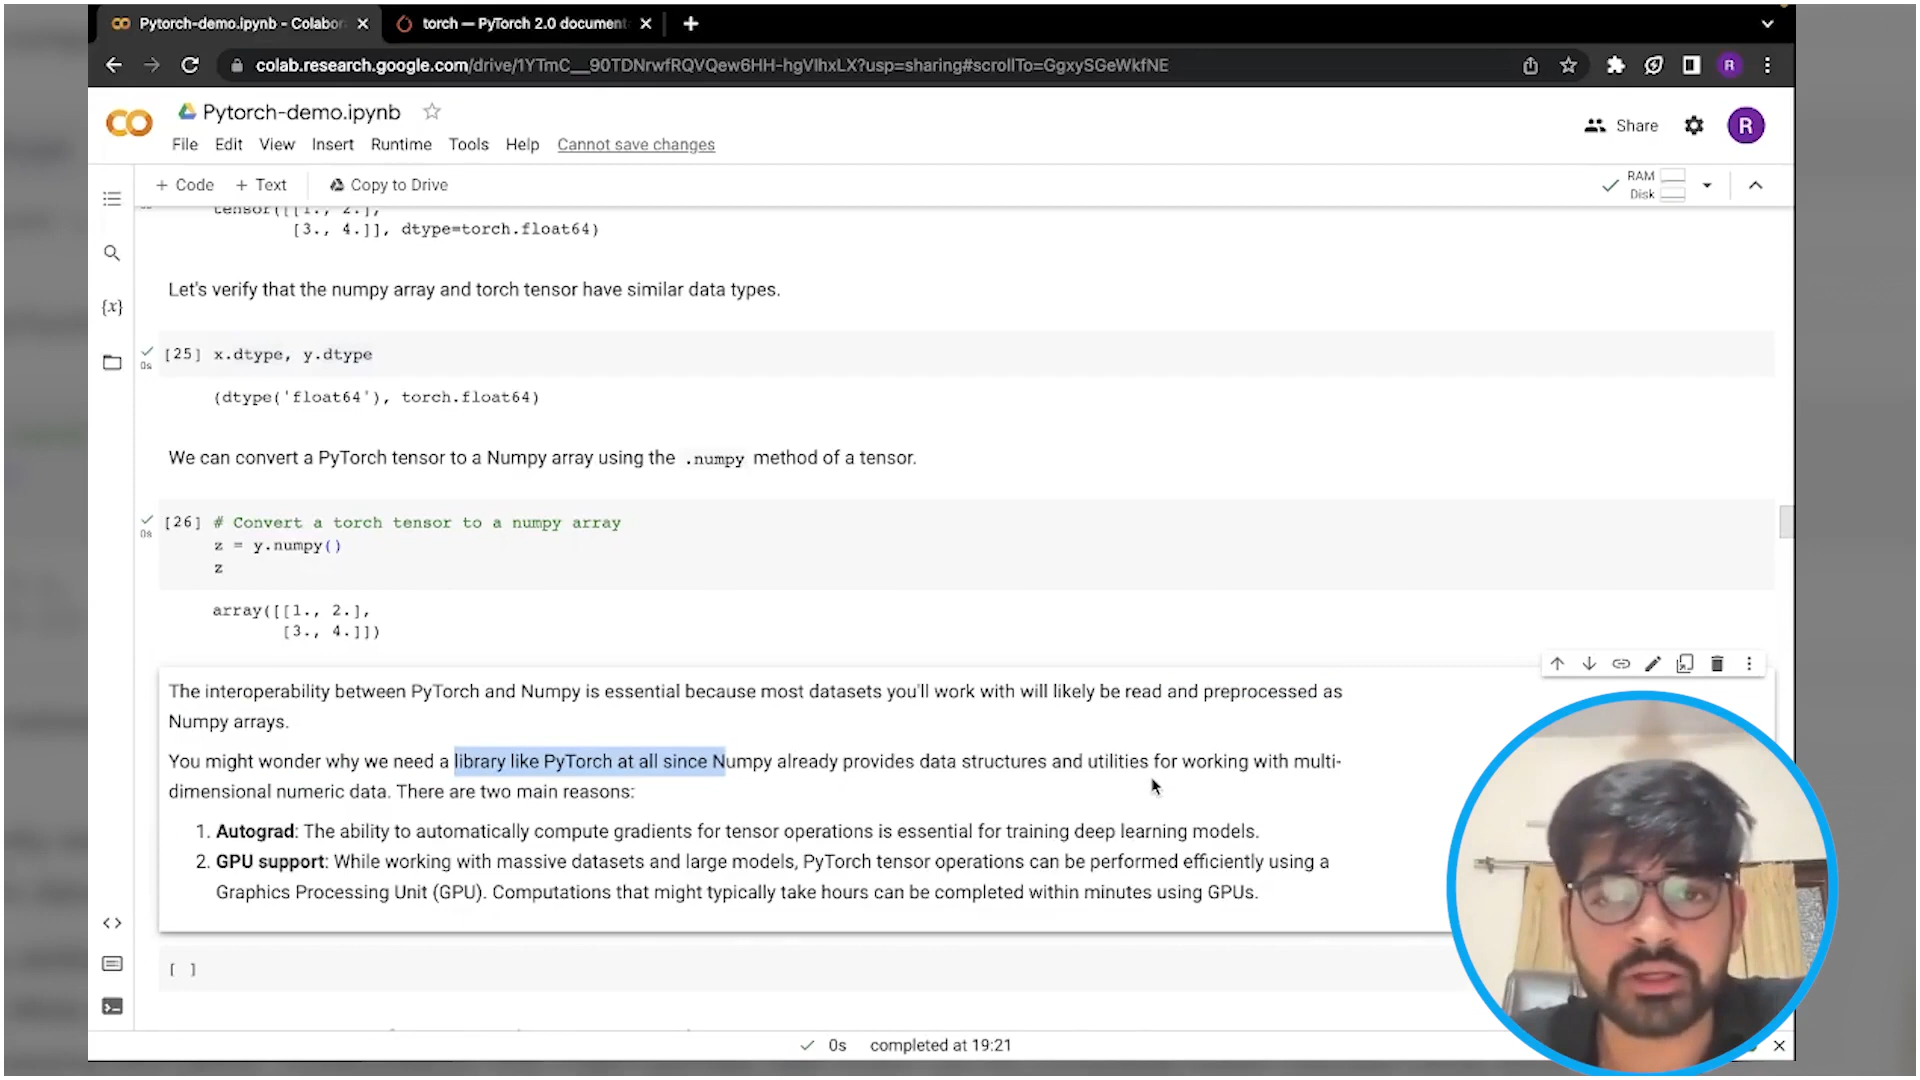 Pytorch-demo.ipynb - Colabor
torch — PyTorch 2.0 document
colab.research.google.com/drive/1YTmC__90TDNrwfRQVQew6HH-hgVlhxLX?usp=sharing#scrollTo=GgxySGeWkfNE
R
Pytorch-demo.ipynb
Share
R
File Edit View Insert Runtime Tools Help Cannot save changes
+ Code + Text Copy to Drive
RAM
Disk
tensor([[1., 2.],
[3., 4.]], dtype=torch.float64)
Let's verify that the numpy array and torch tensor have similar data types.
{x}
[25] x.dtype, y.dtype
0s
(dtype('float64'), torch.float64)
We can convert a PyTorch tensor to a Numpy array using the .numpy method of a tensor.
[26] # Convert a torch tensor to a numpy array
0s
z = y.numpy()
z
array([[1., 2.],
[3., 4.]])
The interoperability between PyTorch and Numpy is essential because most datasets you'll work with will likely be read and preprocessed as
Numpy arrays.
You might wonder why we need a library like PyTorch at all since Numpy already provides data structures and utilities for working with multi-
dimensional numeric data. There are two main reasons:
1. Autograd: The ability to automatically compute gradients for tensor operations is essential for training deep learning models.
2. GPU support: While working with massive datasets and large models, PyTorch tensor operations can be performed efficiently using a
Graphics Processing Unit (GPU). Computations that might typically take hours can be completed within minutes using GPUs.
[ ]
0s completed at 19:21